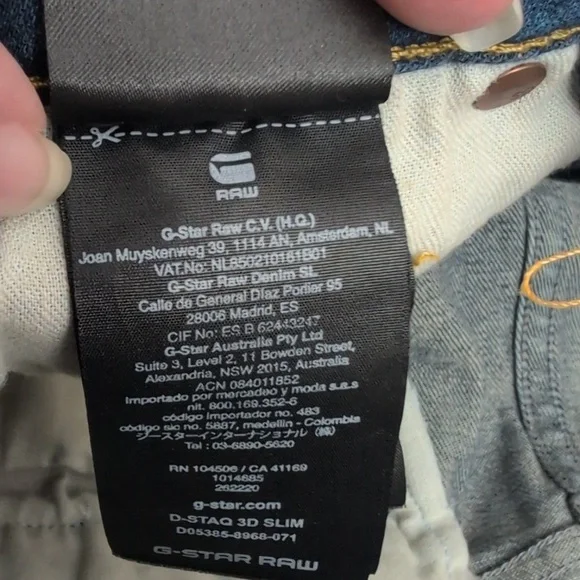 RAW
G-Star Raw C.V. (H.Q.)
Joan Muyskenweg 39, 1114 AN, Amsterdam, NL
VAT.No: NL850210161B01
G-Star Raw Denim SL
Calle de General Diaz Porlier 95
28006 Madrid, ES
CIF No: ES B 62443247
G-Star Australia Pty Ltd
Suite 3, Level 2, 11 Bowden Street,
Alexandria, NSW 2015, Australia
ACN 084011852
Importado por mercadeo y moda s.a.s
nit. 800.169.352-6
código importador no. 483
código sic no. 5887, medellin - Colombia
ジースターインターナショナル（株）
Tel : 03-6890-5620
RN 104506 / CA 41169
1014685
262220
g-star.com
D-STAQ 3D SLIM
D05385-8968-071
G-STAR RAW